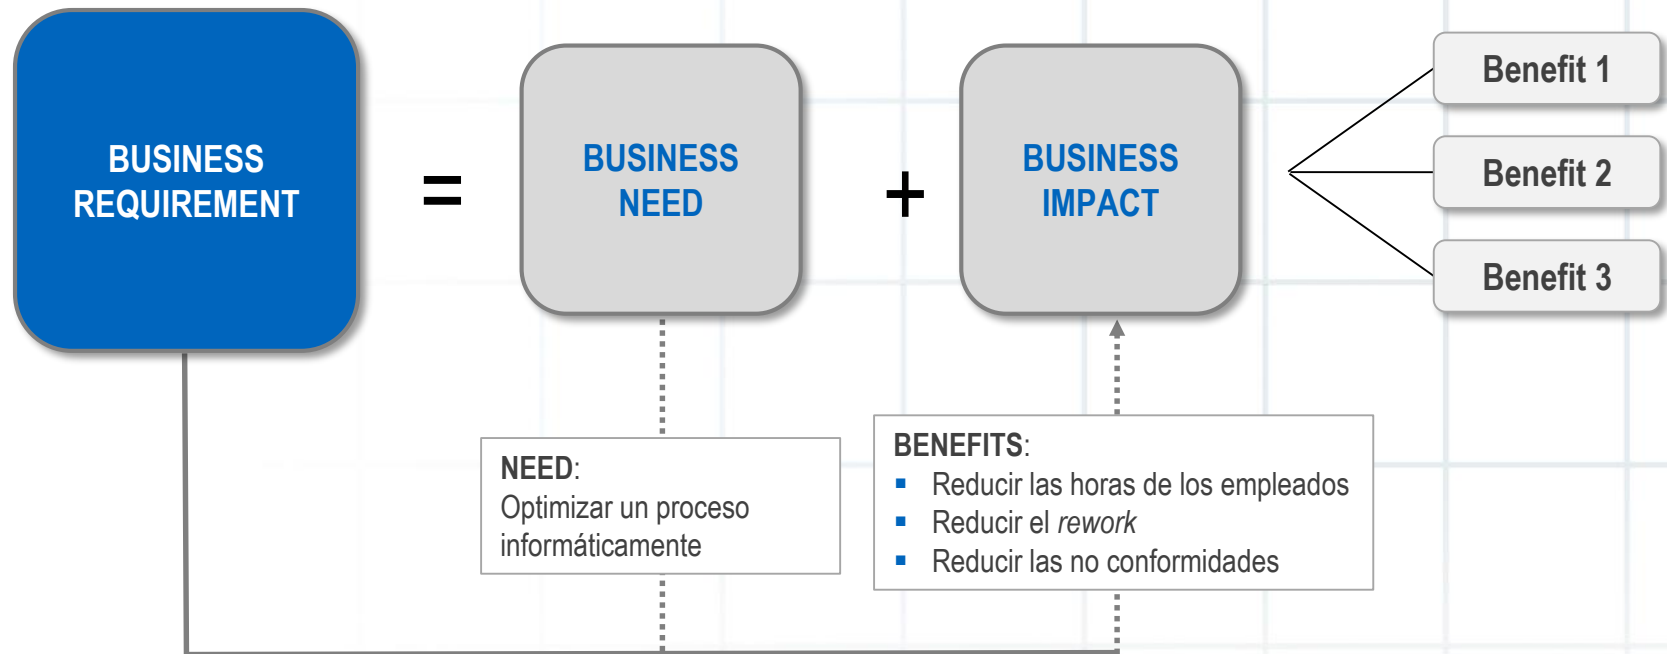 BUSINESS
REQUIREMENT
=
BUSINESS
NEED
+
BUSINESS
IMPACT
Benefit 1
Benefit 2
Benefit 3
NEED:
Optimizar un proceso
informáticamente
BENEFITS:
▪ Reducir las horas de los empleados
▪ Reducir el rework
▪ Reducir las no conformidades